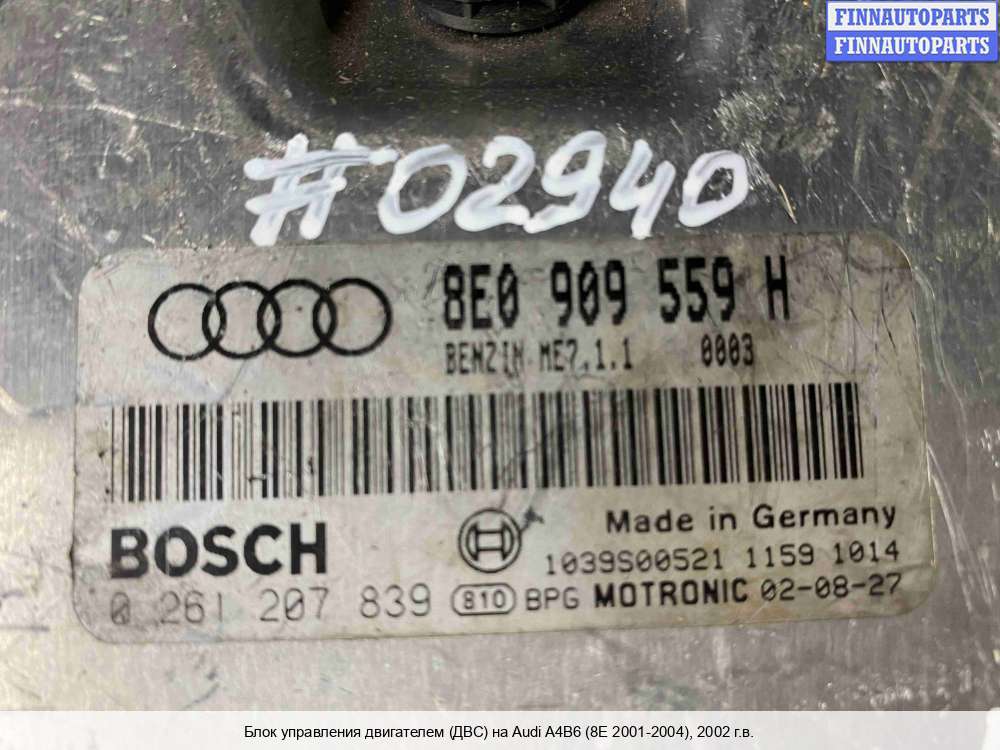 FINNAUTOPARTS
FINNAUTOPARTS
#02940
8E0 909 559 H
BENZIN ME7.1.1 0003
BOSCH
Made in Germany
1039S00521 1159 1014
0 261 207 839 810 BPG MOTRONIC 02-08-27
Блок управления двигателем (ДВС) на Audi A4B6 (8E 2001-2004), 2002 г.в.